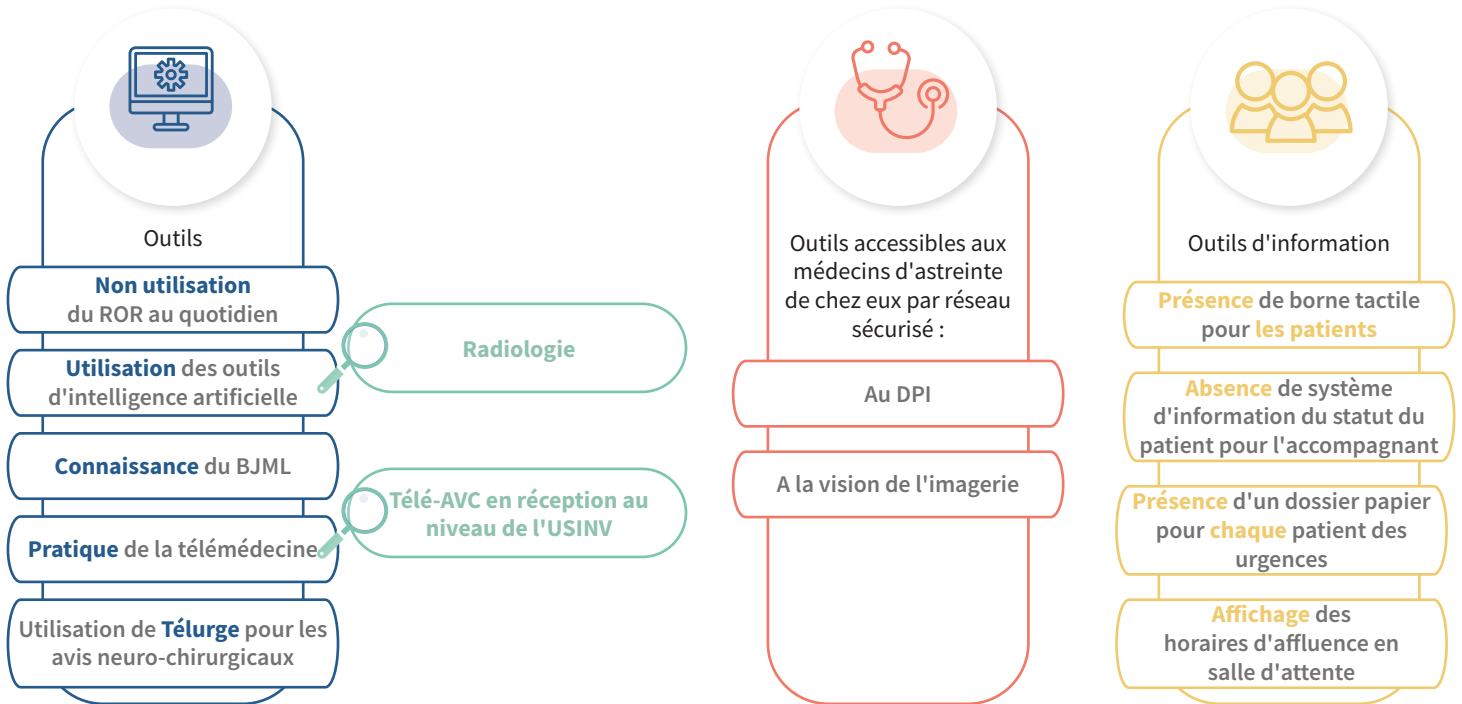 Outils
Non utilisation
du ROR au quotidien
Utilisation des outils
d'intelligence artificielle
Connaissance du BJML
Pratique de la télémédecine
Utilisation de Télurge pour les
avis neuro-chirurgicaux
Radiologie
Télé-AVC en réception au
niveau de l'USINV
Outils accessibles aux
médecins d'astreinte
de chez eux par réseau
sécurisé :
Au DPI
A la vision de l'imagerie
Outils d'information
Présence de borne tactile
pour les patients
Absence de système
d'information du statut du
patient pour l'accompagnant
Présence d'un dossier papier
pour chaque patient des
urgences
Affichage des
horaires d'affluence en
salle d'attente